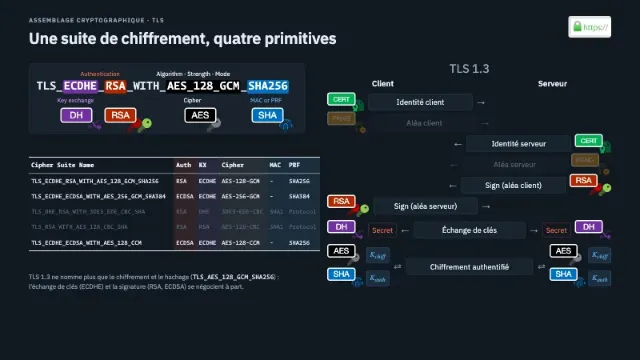 ASSEMBLAGE CRYPTOGRAPHIQUE · TLS
Une suite de chiffrement, quatre primitives
https://
Authentication
Algorithm · Strength · Mode
TLS_ECDHE_RSA_WITH_AES_128_GCM_SHA256
Key exchange
Cipher
MAC or PRF
DH
RSA
AES
SHA
Cipher Suite Name Auth KX Cipher MAC PRF
TLS_ECDHE_RSA_WITH_AES_128_GCM_SHA256 RSA ECDHE AES-128-GCM - SHA256
TLS_ECDHE_ECDSA_WITH_AES_256_GCM_SHA384 ECDSA ECDHE AES-256-GCM - SHA384
TLS_DHE_RSA_WITH_3DES_EDE_CBC_SHA RSA DHE 3DES-EDE-CBC SHA1 Protocol
TLS_RSA_WITH_AES_128_CBC_SHA RSA RSA AES-128-CBC SHA1 Protocol
TLS_ECDHE_ECDSA_WITH_AES_128_CCM ECDSA ECDHE AES-128-CCM - SHA256
TLS 1.3 ne nomme plus que le chiffrement et le hachage (TLS_AES_128_GCM_SHA256) :
l'échange de clés (ECDHE) et la signature (RSA, ECDSA) se négocient à part.
TLS 1.3
Client
Serveur
CERT
Identité client →
PRNG
Aléa client →
← Identité serveur
CERT
← Aléa serveur
PRNG
← Sign (aléa client)
RSA
RSA
Sign (aléa serveur) →
DH
Secret
← Échange de clés →
Secret
DH
AES
K chiff
SHA
K auth
⇌ Chiffrement authentifié ⇌
AES
K chiff
SHA
K auth